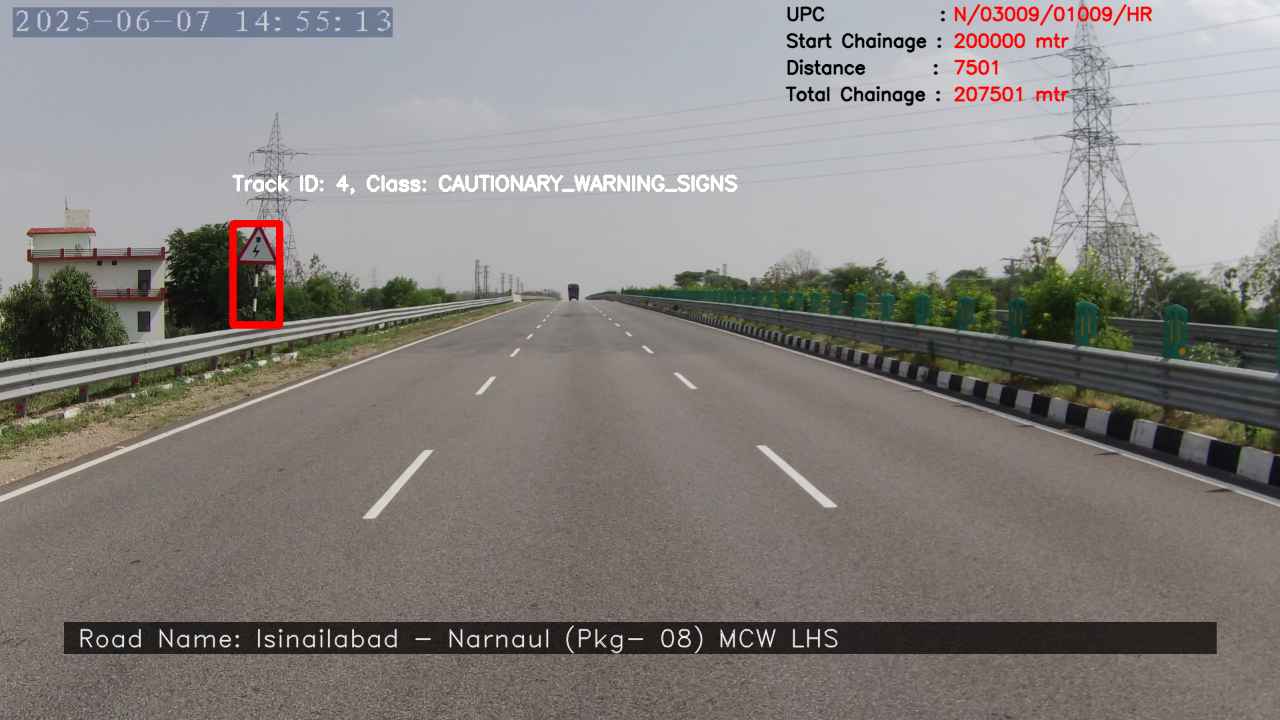 2025-06-07 14:55:13
UPC : N/03009/01009/HR
Start Chainage : 200000 mtr
Distance : 7501
Total Chainage : 207501 mtr
Track ID: 4, Class: CAUTIONARY_WARNING_SIGNS
Road Name: Isinailabad - Narnaul (Pkg- 08) MCW LHS